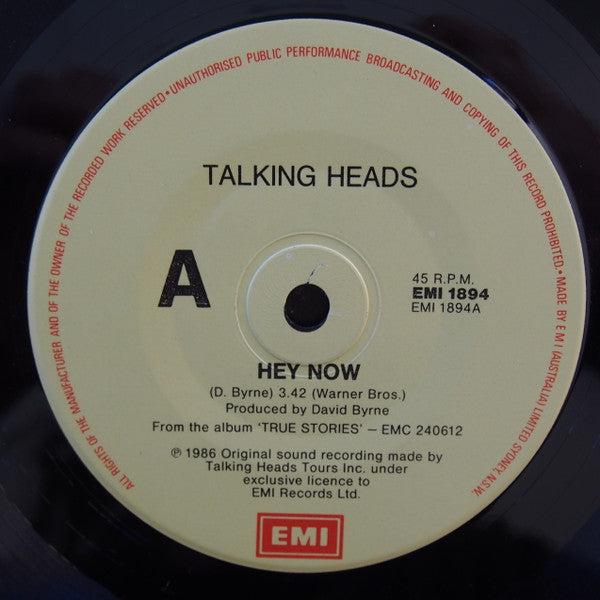 ALL RIGHTS OF THE MANUFACTURER AND OF THE OWNER OF THE RECORDED WORK RESERVED • UNAUTHORISED PUBLIC PERFORMANCE BROADCASTING AND COPYING OF THIS RECORD PROHIBITED. • MADE BY E M I (AUSTRALIA) LIMITED SYDNEY, N.S.W.
TALKING HEADS
A
45 R.P.M.
EMI 1894
EMI 1894A
HEY NOW
(D. Byrne) 3.42 (Warner Bros.)
Produced by David Byrne
From the album 'TRUE STORIES' – EMC 240612
℗ 1986 Original sound recording made by
Talking Heads Tours Inc. under
exclusive licence to
EMI Records Ltd.
EMI